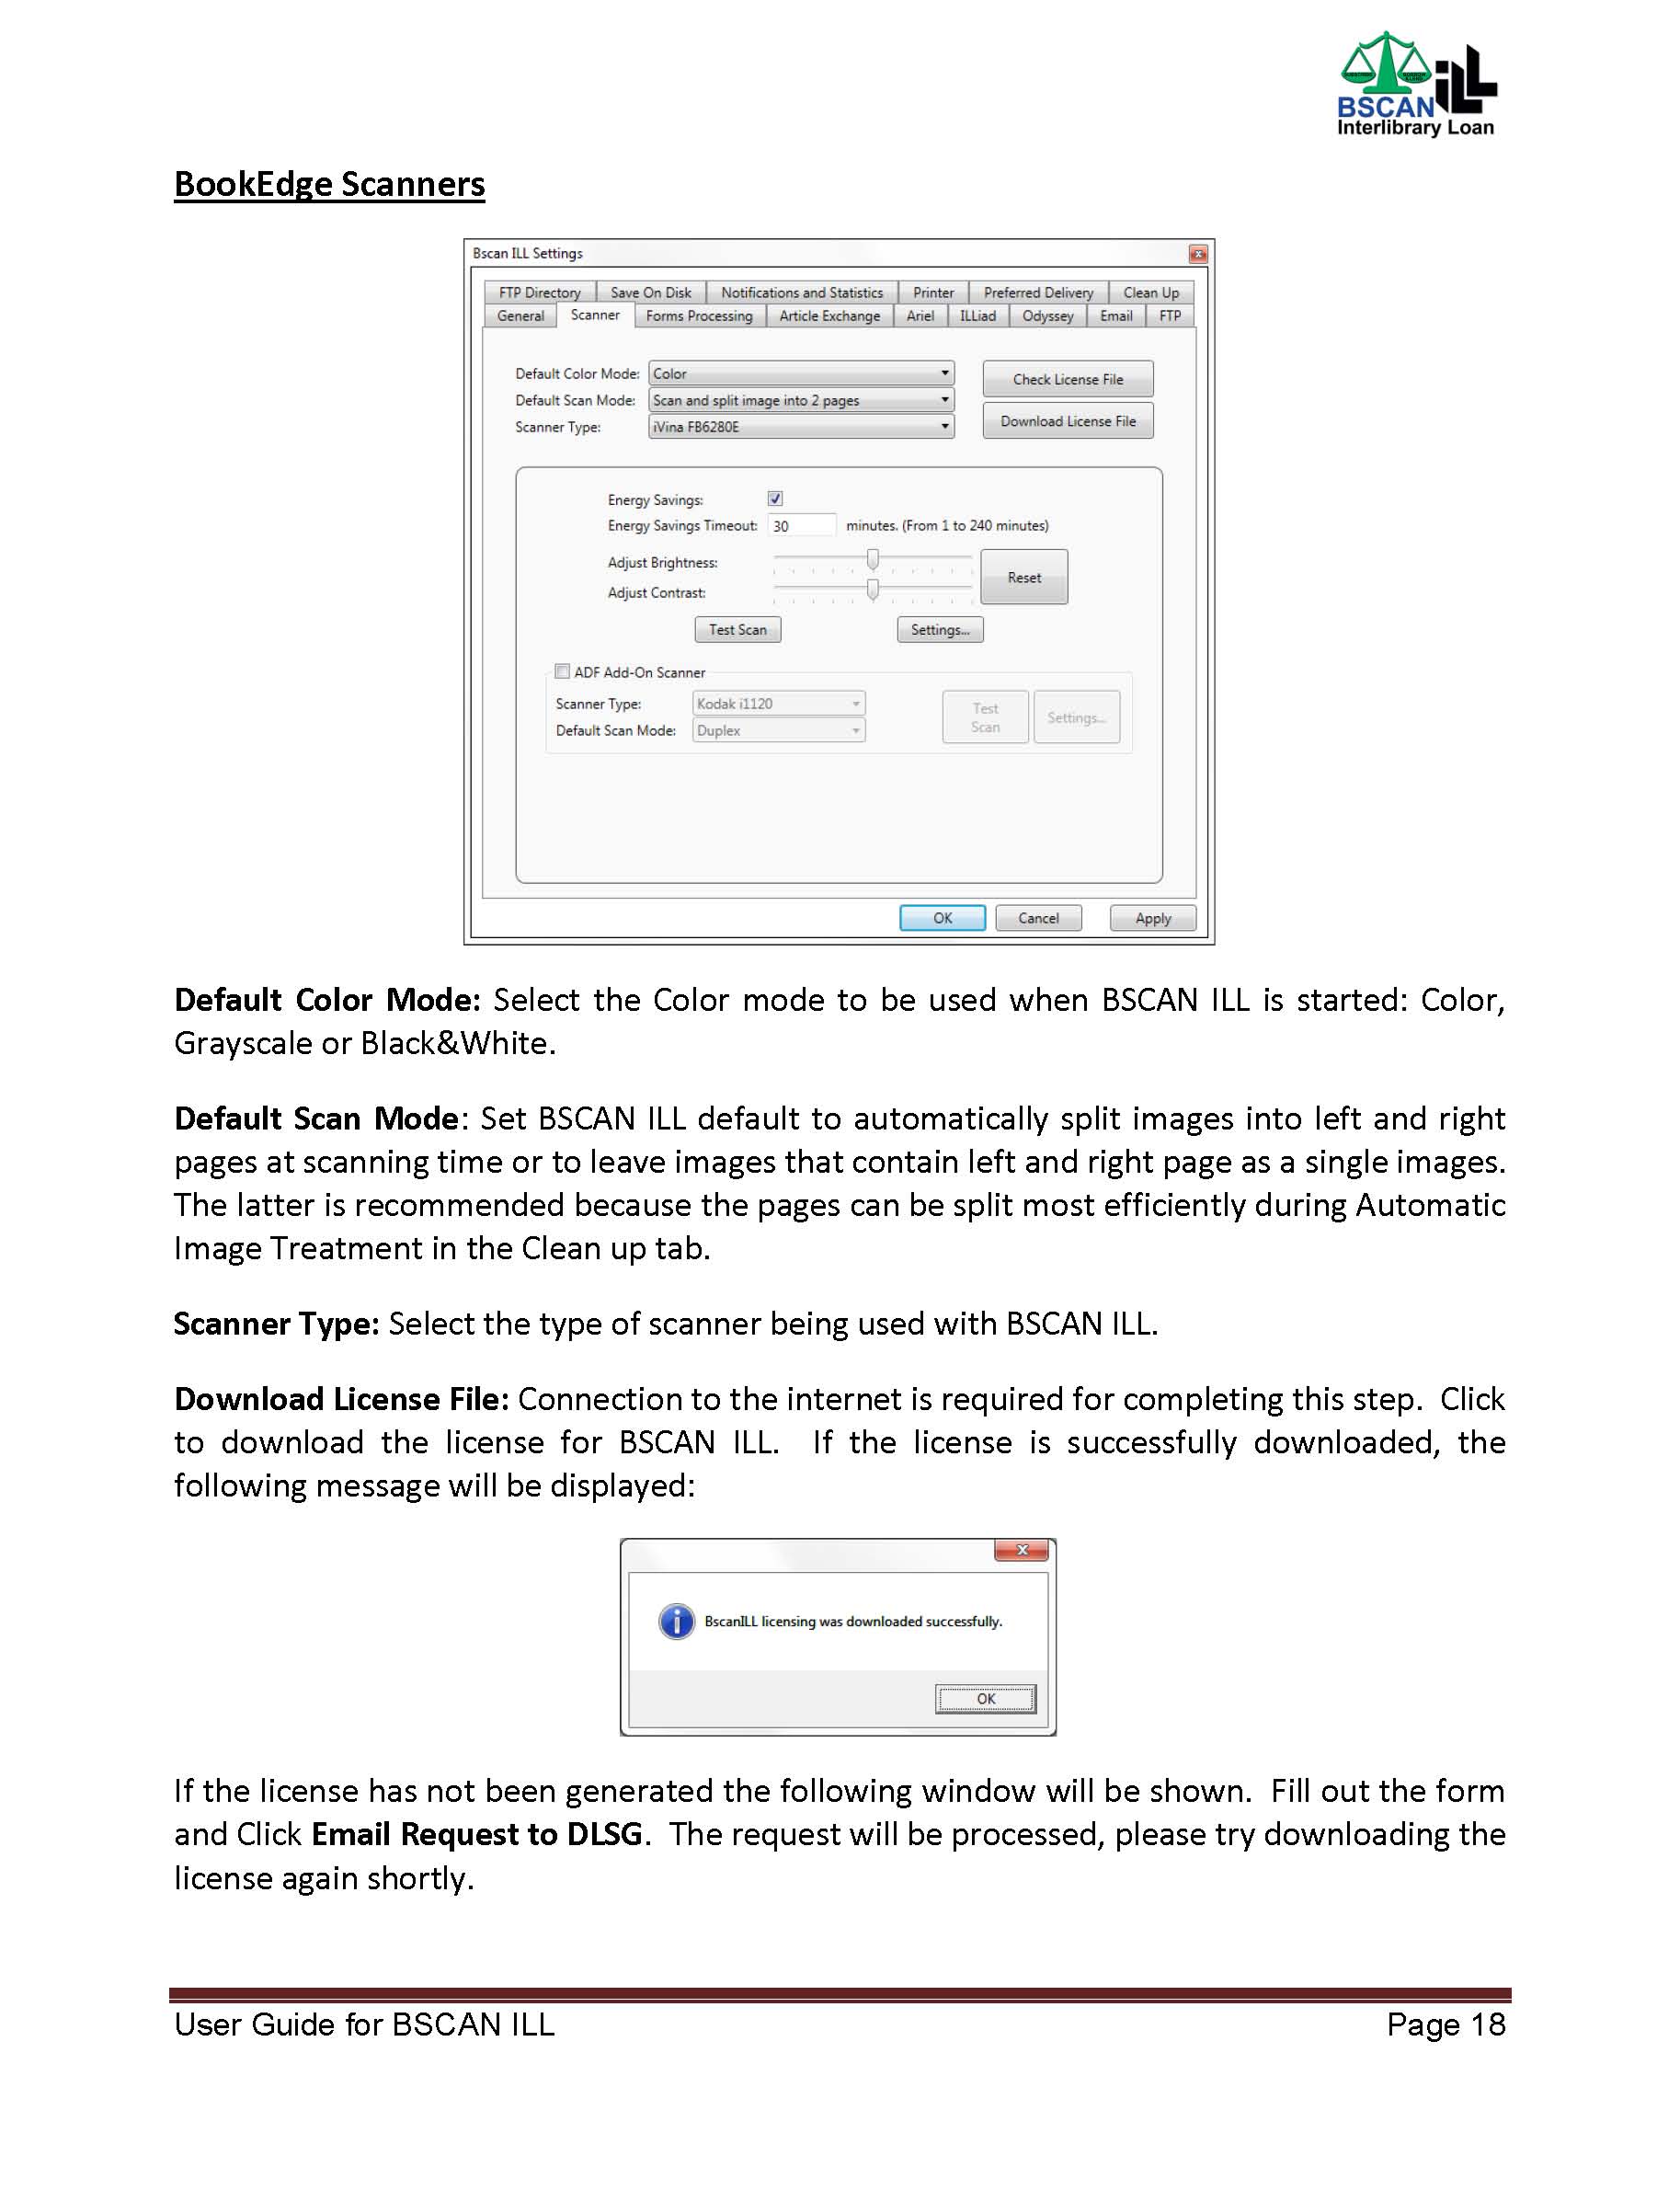 BSCAN ILL
Interlibrary Loan
BookEdge Scanners
Bscan ILL Settings
FTP Directory Save On Disk Notifications and Statistics Printer Preferred Delivery Clean Up
General Scanner Forms Processing Article Exchange Ariel ILLiad Odyssey Email FTP
Default Color Mode: Color Check License File
Default Scan Mode: Scan and split image into 2 pages
Scanner Type: iVina FB6280E Download License File
Energy Savings:
Energy Savings Timeout: 30 minutes. (From 1 to 240 minutes)
Adjust Brightness:
Reset
Adjust Contrast:
Test Scan Settings...
ADF Add-On Scanner
Scanner Type: Kodak i1120 Test Scan Settings...
Default Scan Mode: Duplex
OK Cancel Apply
Default Color Mode: Select the Color mode to be used when BSCAN ILL is started: Color,
Grayscale or Black&White.
Default Scan Mode: Set BSCAN ILL default to automatically split images into left and right
pages at scanning time or to leave images that contain left and right page as a single images.
The latter is recommended because the pages can be split most efficiently during Automatic
Image Treatment in the Clean up tab.
Scanner Type: Select the type of scanner being used with BSCAN ILL.
Download License File: Connection to the internet is required for completing this step. Click
to download the license for BSCAN ILL. If the license is successfully downloaded, the
following message will be displayed:
BscanILL licensing was downloaded successfully.
OK
If the license has not been generated the following window will be shown. Fill out the form
and Click Email Request to DLSG. The request will be processed, please try downloading the
license again shortly.
User Guide for BSCAN ILL Page 18